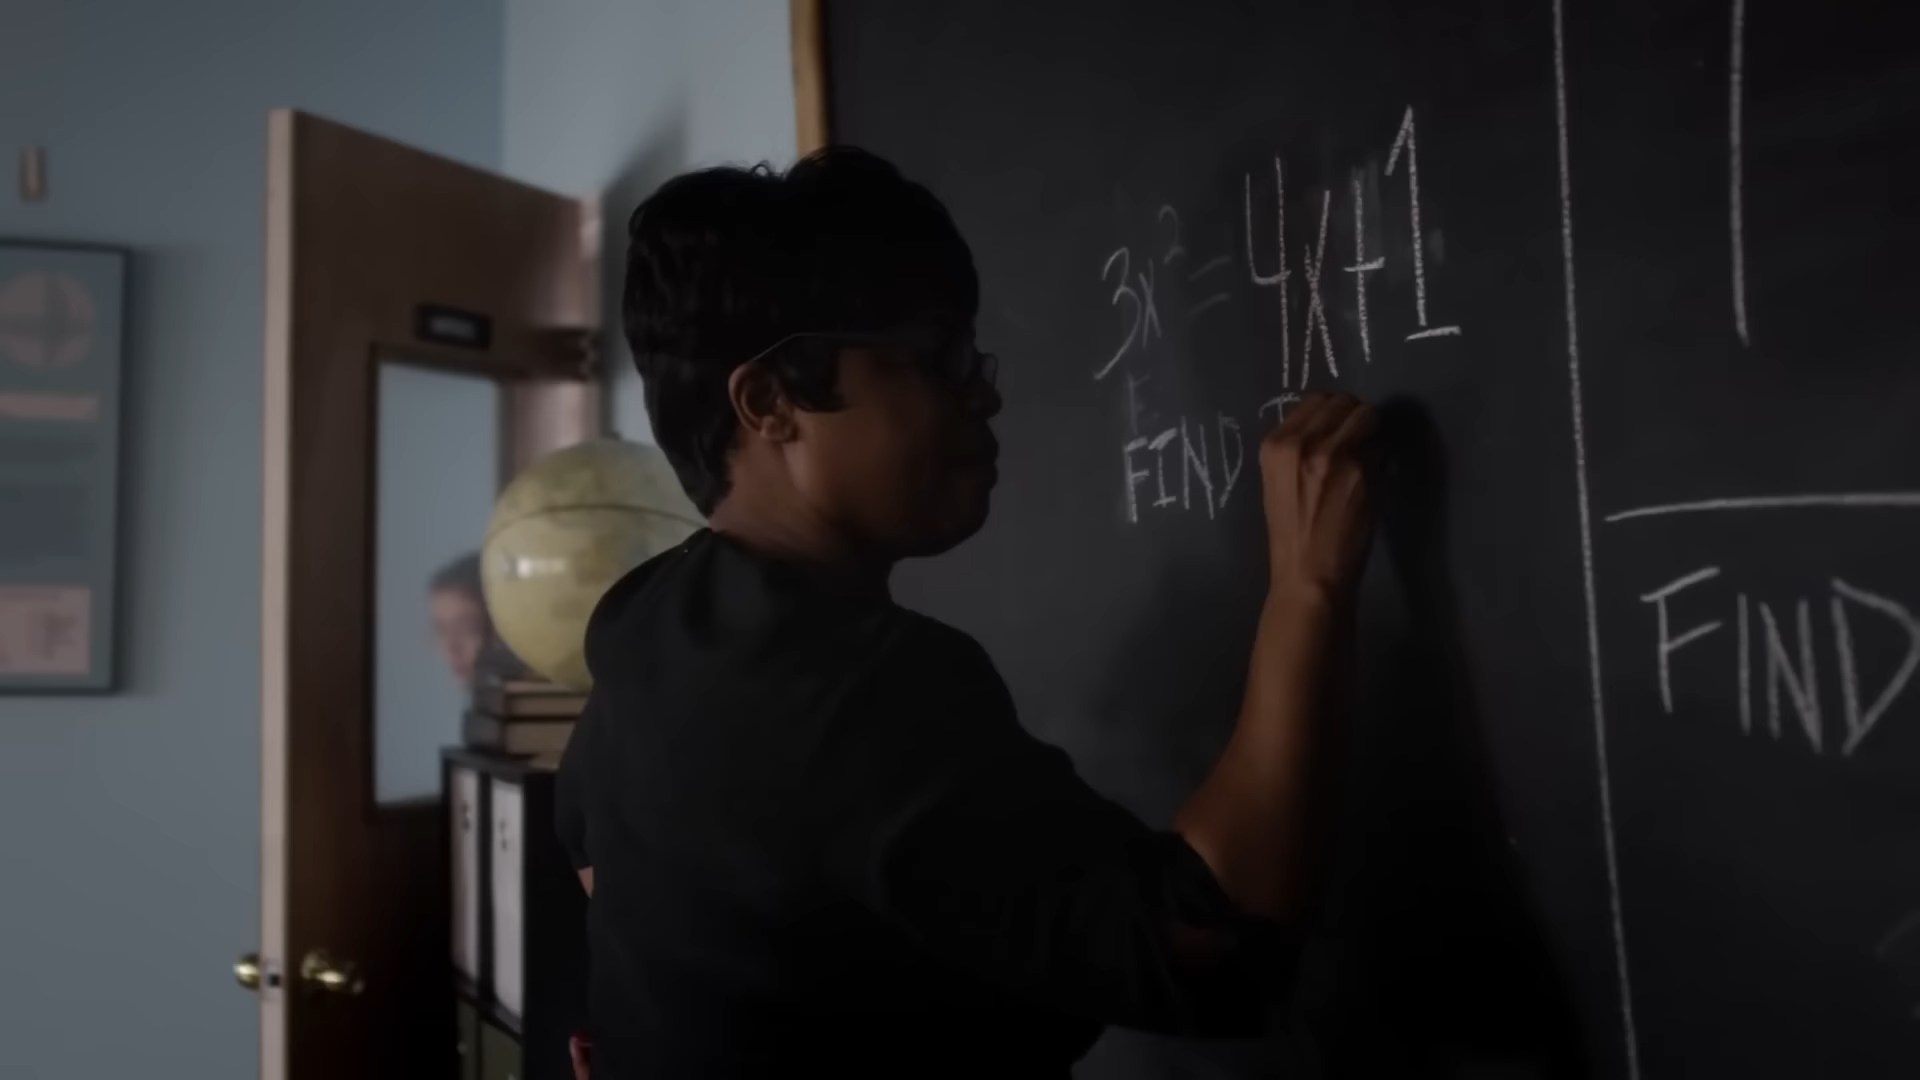 3x² = 4x+1
FIND T
FIND